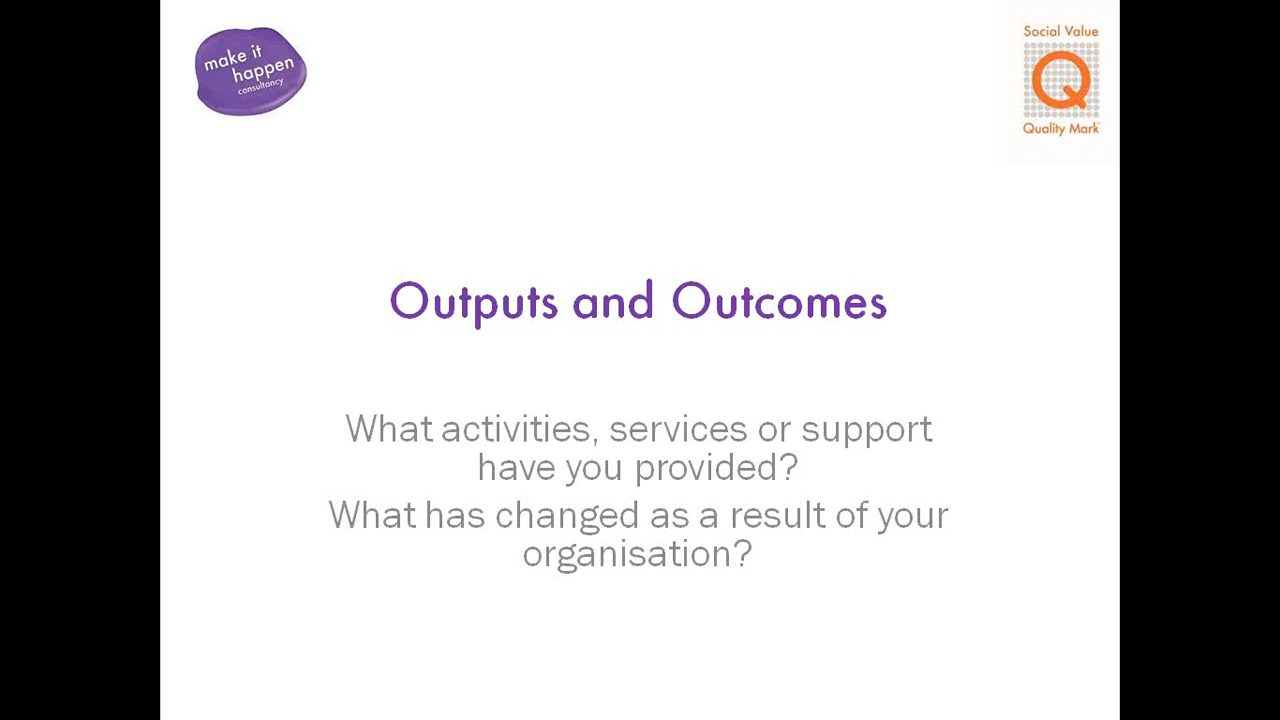 make it
happen
consultancy
Social Value
Q
Quality Mark™
Outputs and Outcomes
What activities, services or support
have you provided?
What has changed as a result of your
organisation?